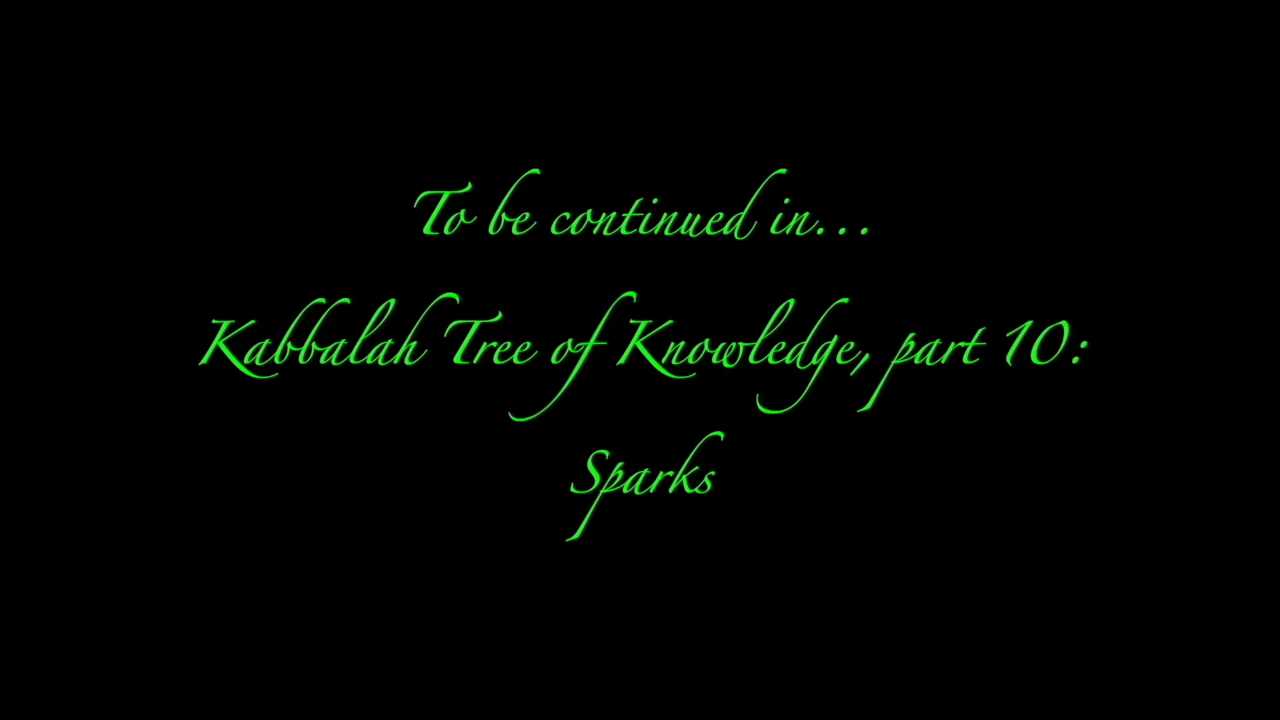 To be continued in...
Kabbalah Tree of Knowledge, part 10:
Sparks